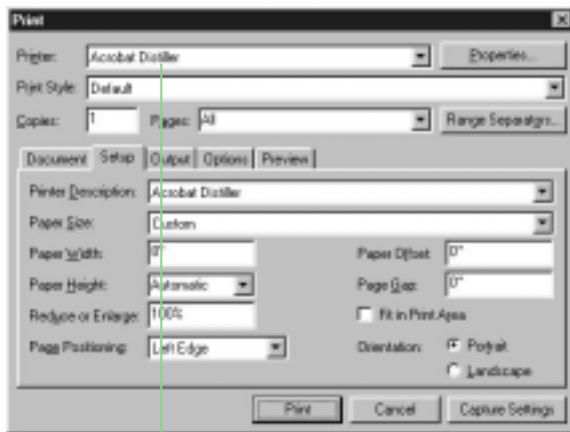 Print
Printer: Acrobat Distiller Properties...
Print Style: Default
Copies: 1 Pages: All Range Separators...
Document Setup Output Options Preview
Printer Description: Acrobat Distiller
Paper Size: Custom
Paper Width: 0" Paper Offset: 0"
Paper Height: Automatic Page Gap: 0"
Reduce or Enlarge: 100% Fit in Print Area
Page Positioning: Left Edge Orientation: Portrait
Landscape
Print Cancel Capture Settings